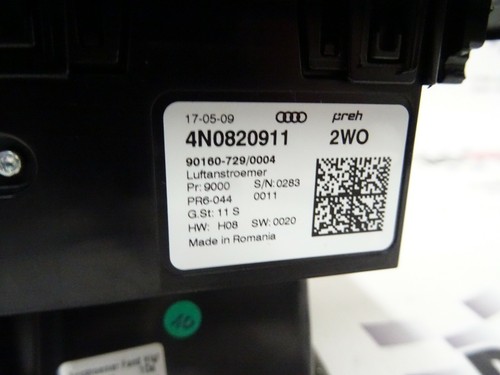 17-05-09 preh
4N0820911 2WO
90160-729/0004
Luftanstroemer
Pr: 9000 S/N: 0283
PR6-044 0011
G.St: 11 S
HW: H08 SW: 0020
Made in Romania
10